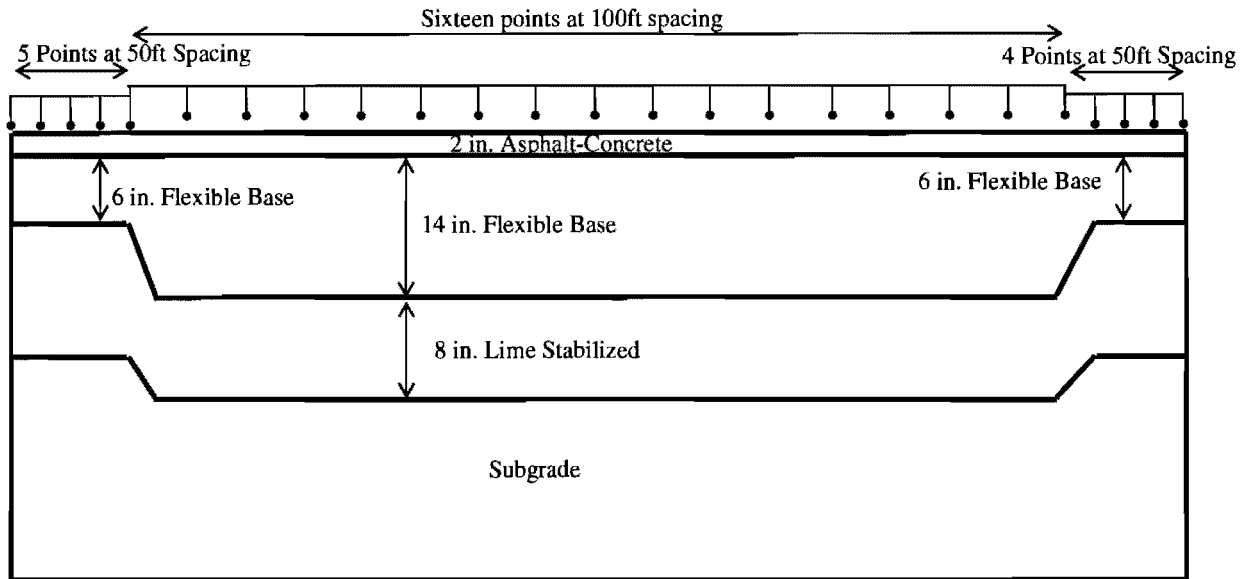 Sixteen points at 100ft spacing
5 Points at 50ft Spacing
4 Points at 50ft Spacing
2 in. Asphalt-Concrete
6 in. Flexible Base
14 in. Flexible Base
6 in. Flexible Base
8 in. Lime Stabilized
Subgrade